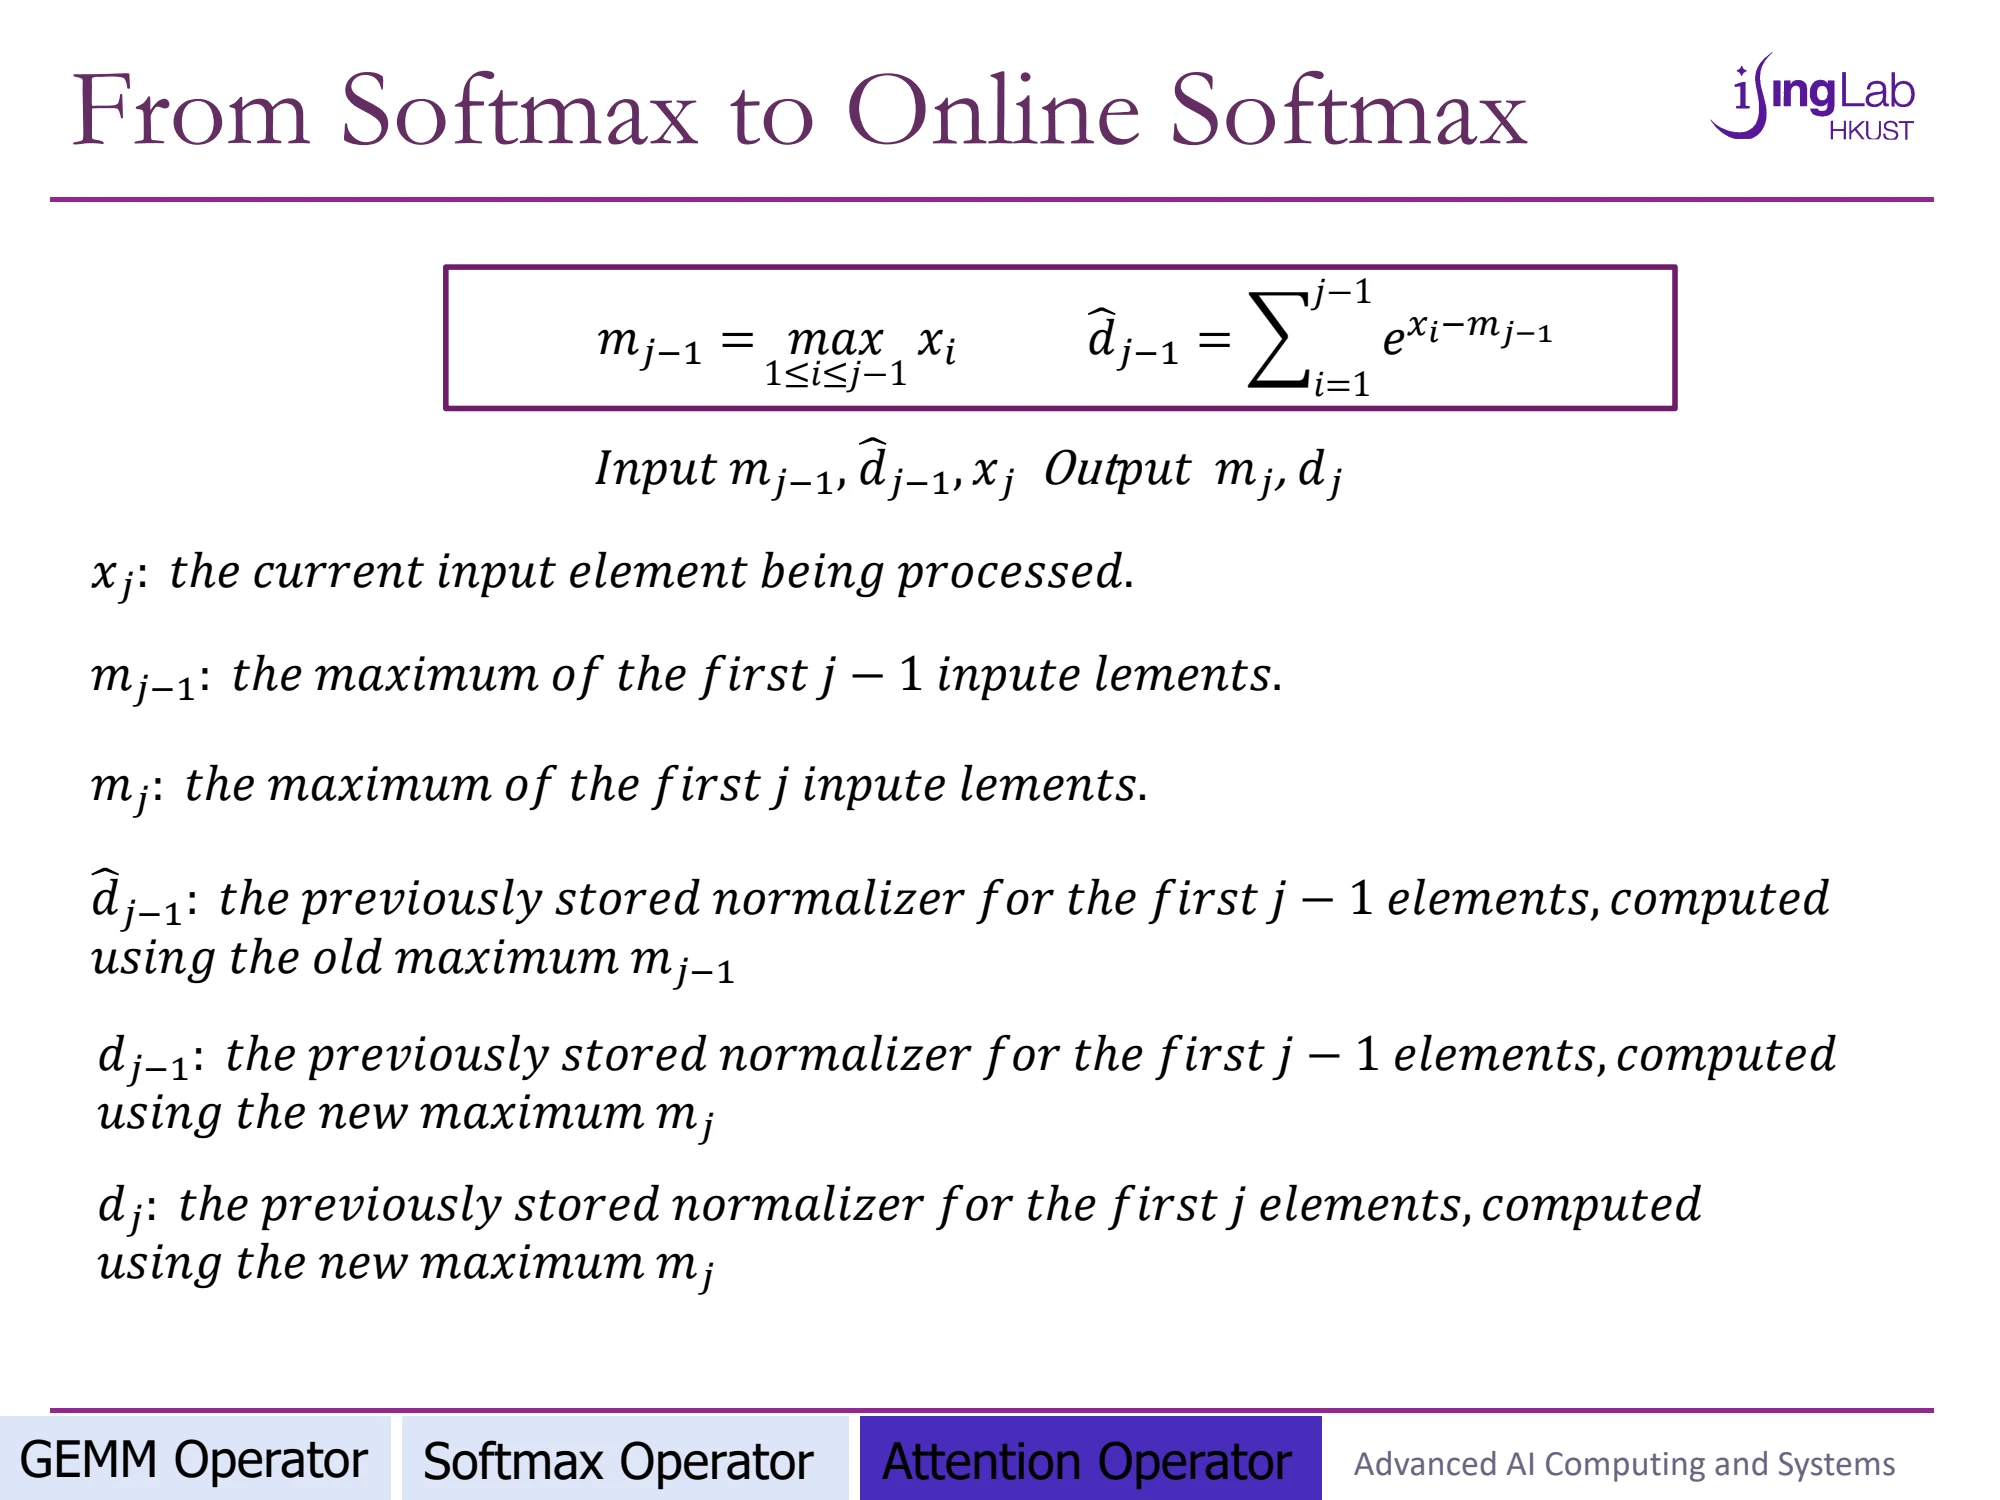 From Softmax to Online Softmax
isingLab
HKUST
m_{j−1} = max_{1≤i≤j−1} x_i    d̂_{j−1} = ∑_{i=1}^{j−1} e^{x_i−m_{j−1}}
Input m_{j−1}, d̂_{j−1}, x_j Output m_j, d_j
x_j: the current input element being processed.
m_{j−1}: the maximum of the first j − 1 inpute lements.
m_j: the maximum of the first j inpute lements.
d̂_{j−1}: the previously stored normalizer for the first j − 1 elements, computed
using the old maximum m_{j−1}
d_{j−1}: the previously stored normalizer for the first j − 1 elements, computed
using the new maximum m_j
d_j: the previously stored normalizer for the first j elements, computed
using the new maximum m_j
GEMM Operator Softmax Operator Attention Operator Advanced AI Computing and Systems